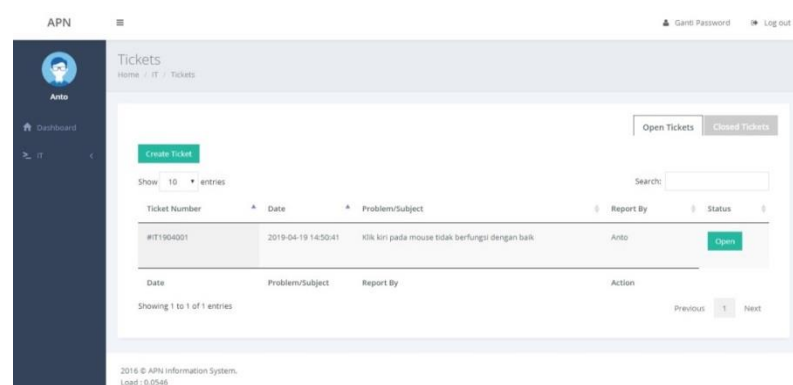 APN
Ganti Password Log out
Anto
Dashboard
IT
Tickets
Home / IT / Tickets
Open Tickets Closed Tickets
Create Ticket
Show 10 entries Search:
Ticket Number Date Problem/Subject Report By Status
#IT1904001 2019-04-19 14:50:41 Klik kiri pada mouse tidak berfungsi dengan baik Anto Open
Date Problem/Subject Report By Action
Showing 1 to 1 of 1 entries
Previous 1 Next
2016 © APN Information System.
Load : 0.0546